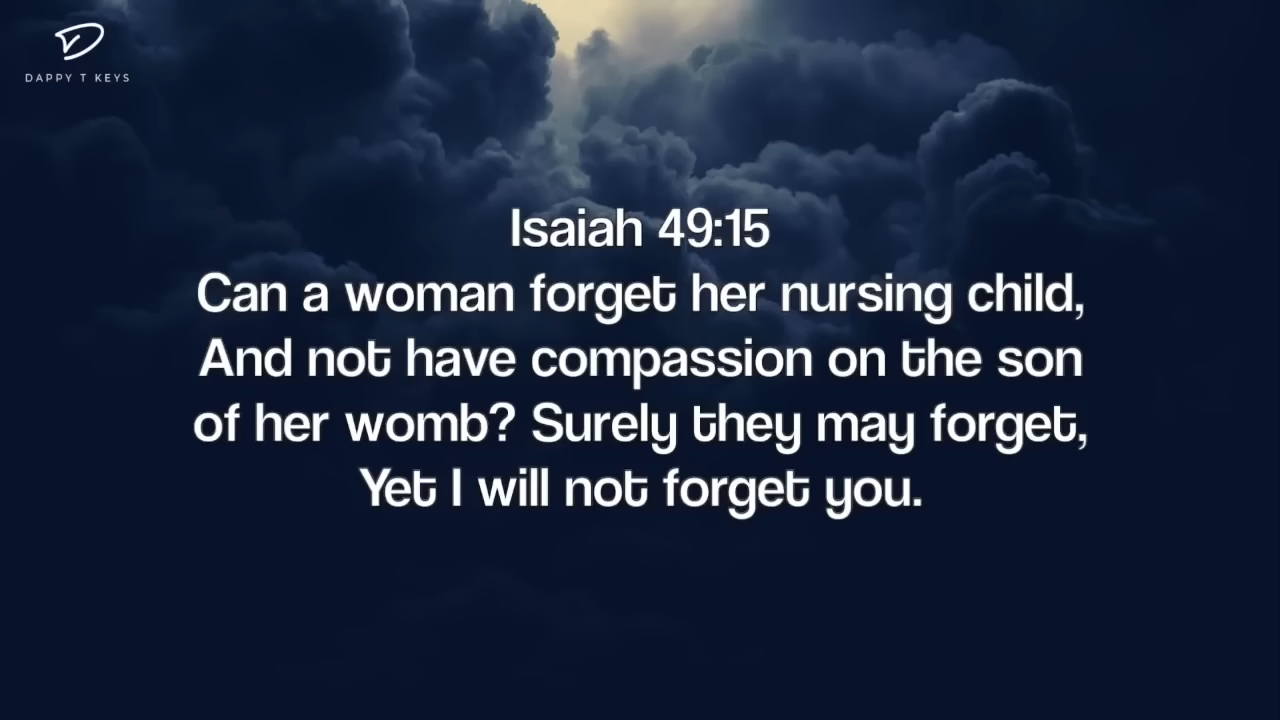 DAPPY T KEYS
Isaiah 49:15
Can a woman forget her nursing child,
And not have compassion on the son
of her womb? Surely they may forget,
Yet I will not forget you.